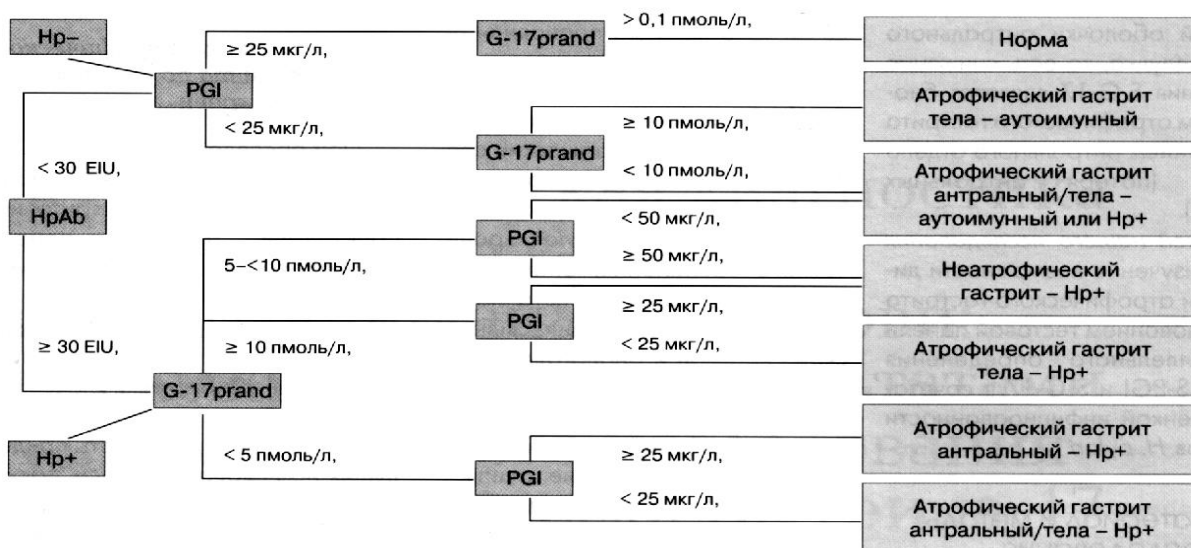 Hp–
≥ 25 мкг/л,
PGI
< 25 мкг/л,
< 30 EIU,
HpAb
≥ 30 EIU,
5–<10 пмоль/л,
≥ 10 пмоль/л,
G-17prand
Hp+
< 5 пмоль/л,
G-17prand
> 0,1 пмоль/л,
Норма
G-17prand
≥ 10 пмоль/л,
< 10 пмоль/л,
Атрофический гастрит
тела – аутоимунный
Атрофический гастрит
антральный/тела –
аутоимунный или Hp+
PGI
< 50 мкг/л,
≥ 50 мкг/л,
Неатрофический
гастрит – Hp+
PGI
≥ 25 мкг/л,
< 25 мкг/л,
Атрофический гастрит
тела – Hp+
PGI
≥ 25 мкг/л,
< 25 мкг/л,
Атрофический гастрит
антральный – Hp+
Атрофический гастрит
антральный/тела – Hp+